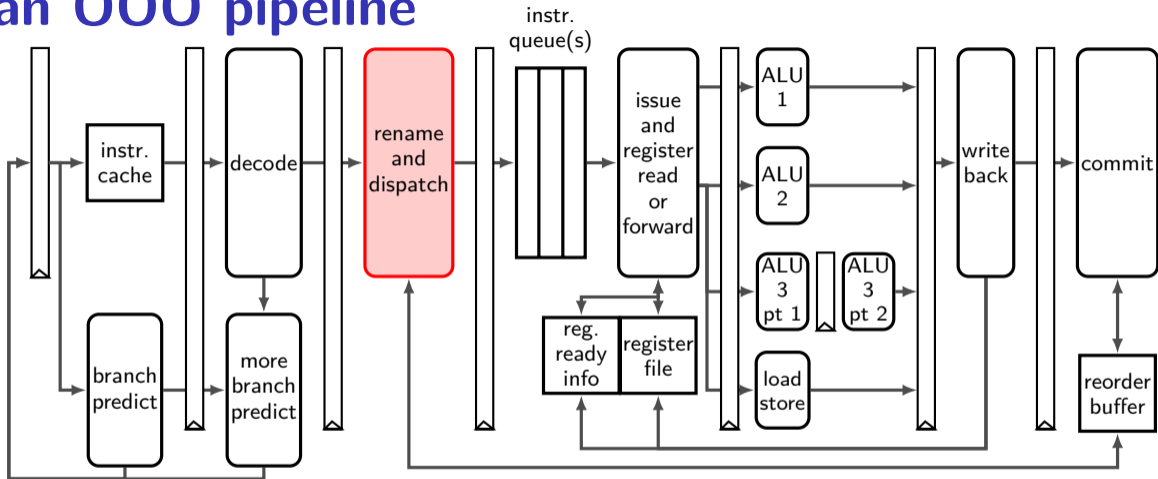 an OOO pipeline
instr.
queue(s)
instr.
cache
decode
rename
and
dispatch
issue
and
register
read
or
forward
ALU
1
ALU
2
ALU
3
pt 1
ALU
3
pt 2
load
store
write
back
commit
branch
predict
more
branch
predict
reg.
ready
info
register
file
reorder
buffer